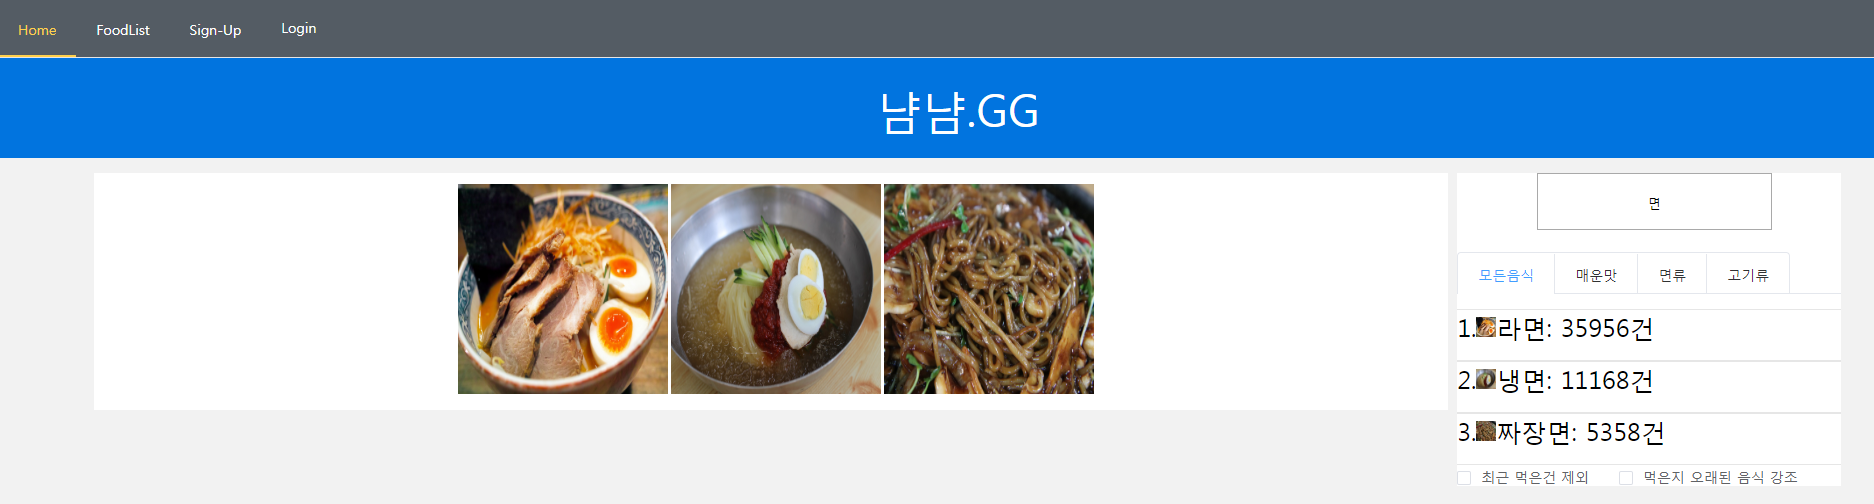 Home FoodList Sign-Up Login
냠냠.GG
면
모든음식 매운맛 면류 고기류
1.라면: 35956건
2.냉면: 11168건
3.짜장면: 5358건
최근 먹은건 제외 먹은지 오래된 음식 강조